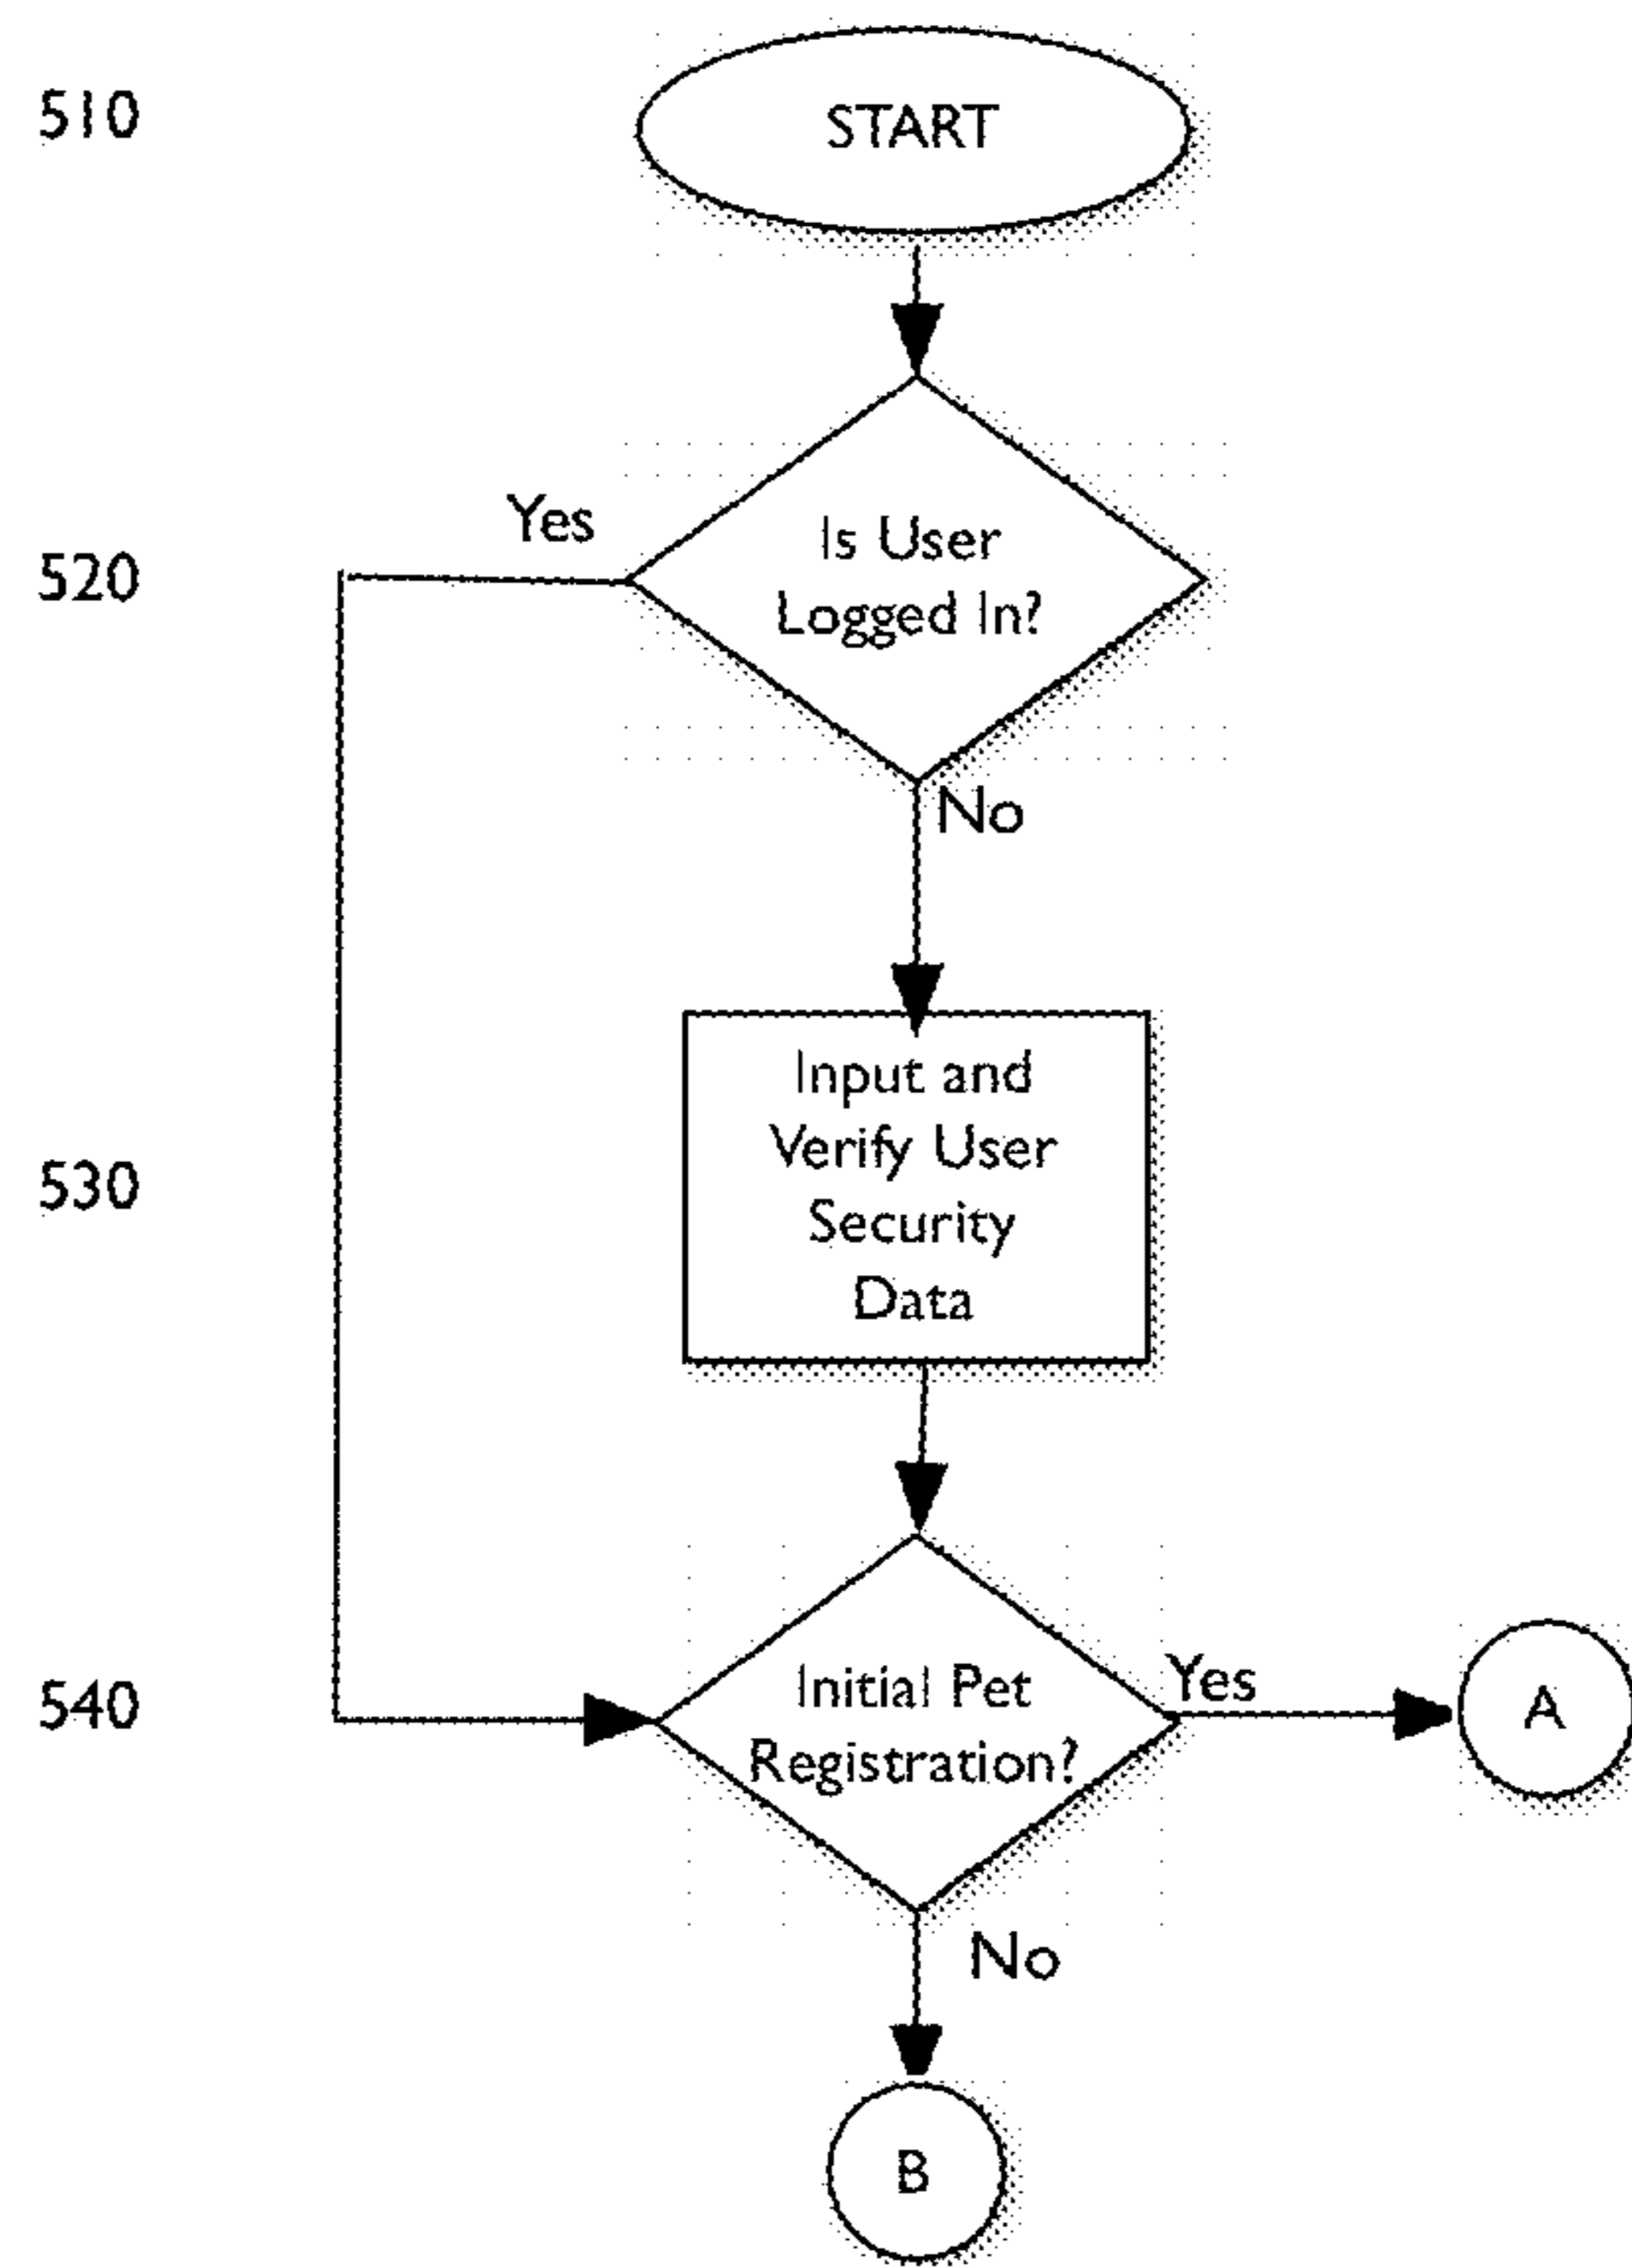 510
START
Yes
Is User
520
Logged In?
No
Input and
Verify User
530
Security
Data
Initial Pet
Yes
540
A
Registration?
No
B